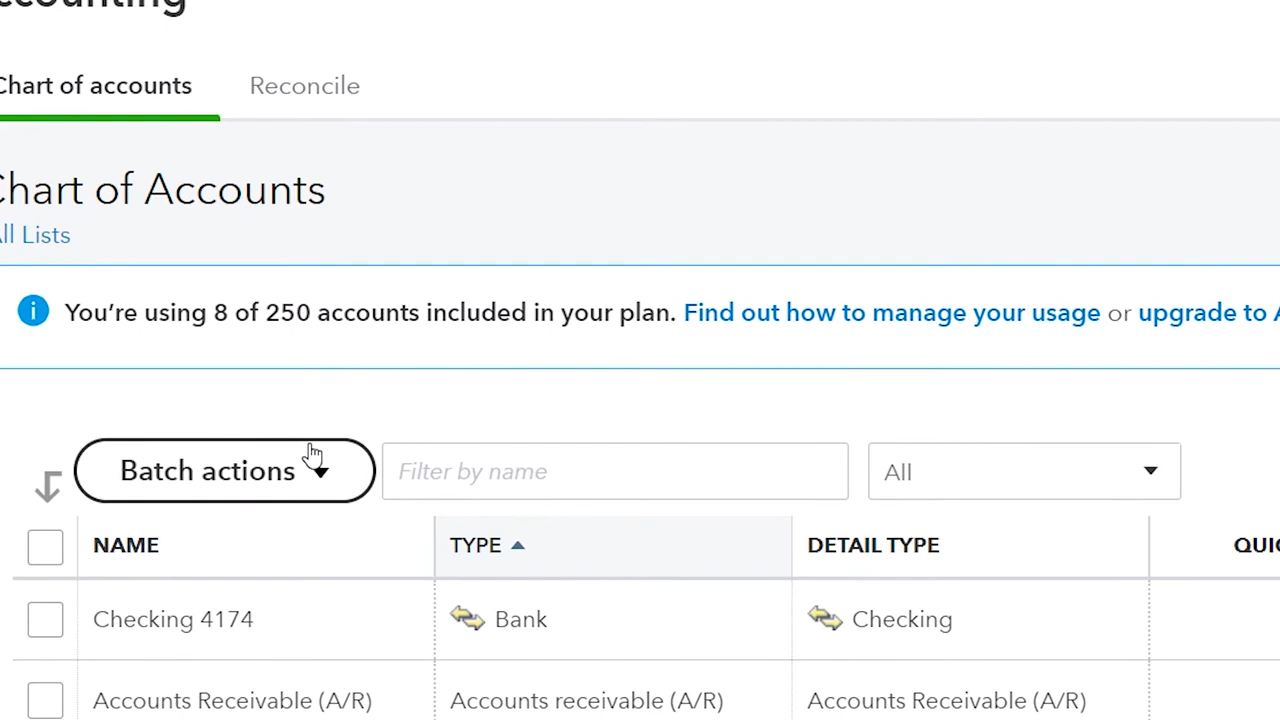 ccounting
Chart of accounts Reconcile
Chart of Accounts
All Lists
You're using 8 of 250 accounts included in your plan. Find out how to manage your usage or upgrade to A
Batch actions Filter by name All
NAME TYPE DETAIL TYPE QUIC
Checking 4174 Bank Checking
Accounts Receivable (A/R) Accounts receivable (A/R) Accounts Receivable (A/R)